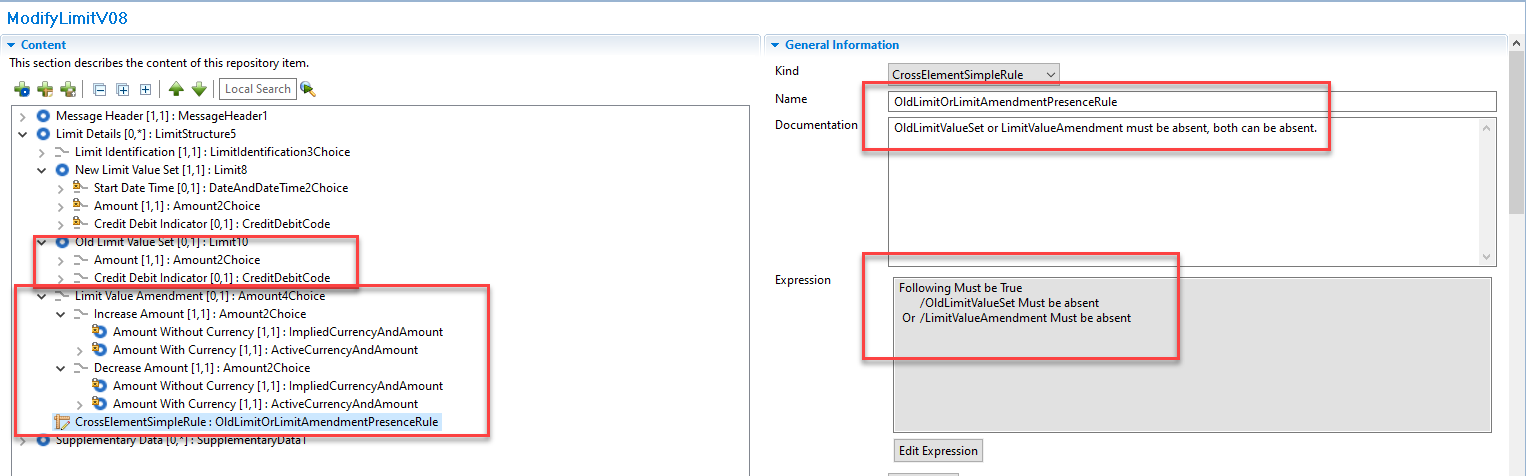 ModifyLimitV08
Content
This section describes the content of this repository item.
Local Search
Message Header [1,1] : MessageHeader1
Limit Details [0,*] : LimitStructure5
Limit Identification [1,1] : LimitIdentification3Choice
New Limit Value Set [1,1] : Limit8
Start Date Time [0,1] : DateAndDateTime2Choice
Amount [1,1] : Amount2Choice
Credit Debit Indicator [0,1] : CreditDebitCode
Old Limit Value Set [0,1] : Limit10
Amount [1,1] : Amount2Choice
Credit Debit Indicator [0,1] : CreditDebitCode
Limit Value Amendment [0,1] : Amount4Choice
Increase Amount [1,1] : Amount2Choice
Amount Without Currency [1,1] : ImpliedCurrencyAndAmount
Amount With Currency [1,1] : ActiveCurrencyAndAmount
Decrease Amount [1,1] : Amount2Choice
Amount Without Currency [1,1] : ImpliedCurrencyAndAmount
Amount With Currency [1,1] : ActiveCurrencyAndAmount
CrossElementSimpleRule : OldLimitOrLimitAmendmentPresenceRule
Supplementary Data [0,*] : SupplementaryData1
General Information
Kind
CrossElementSimpleRule
Name
OldLimitOrLimitAmendmentPresenceRule
Documentation
OldLimitValueSet or LimitValueAmendment must be absent, both can be absent.
Expression
Following Must be True
/OldLimitValueSet Must be absent
Or /LimitValueAmendment Must be absent
Edit Expression